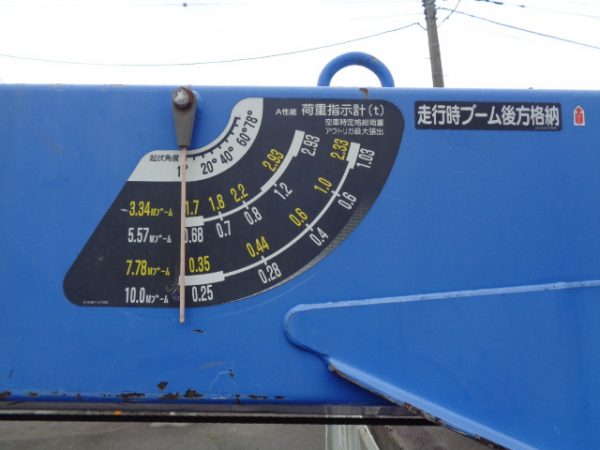 A性能 荷重指示計(t)
空車時定格総荷重
アウトリガ最大張出
走行時ブーム後方格納
起伏角度 1° 20° 40° 60° 78°
3.34Mブーム 1.7 1.8 2.2 2.93 2.93
5.57Mブーム 0.68 0.7 0.8 1.2
7.78Mブーム 0.35 0.44 0.6 1.0 2.33
10.0Mブーム 0.25 0.28 0.4 0.6 1.03